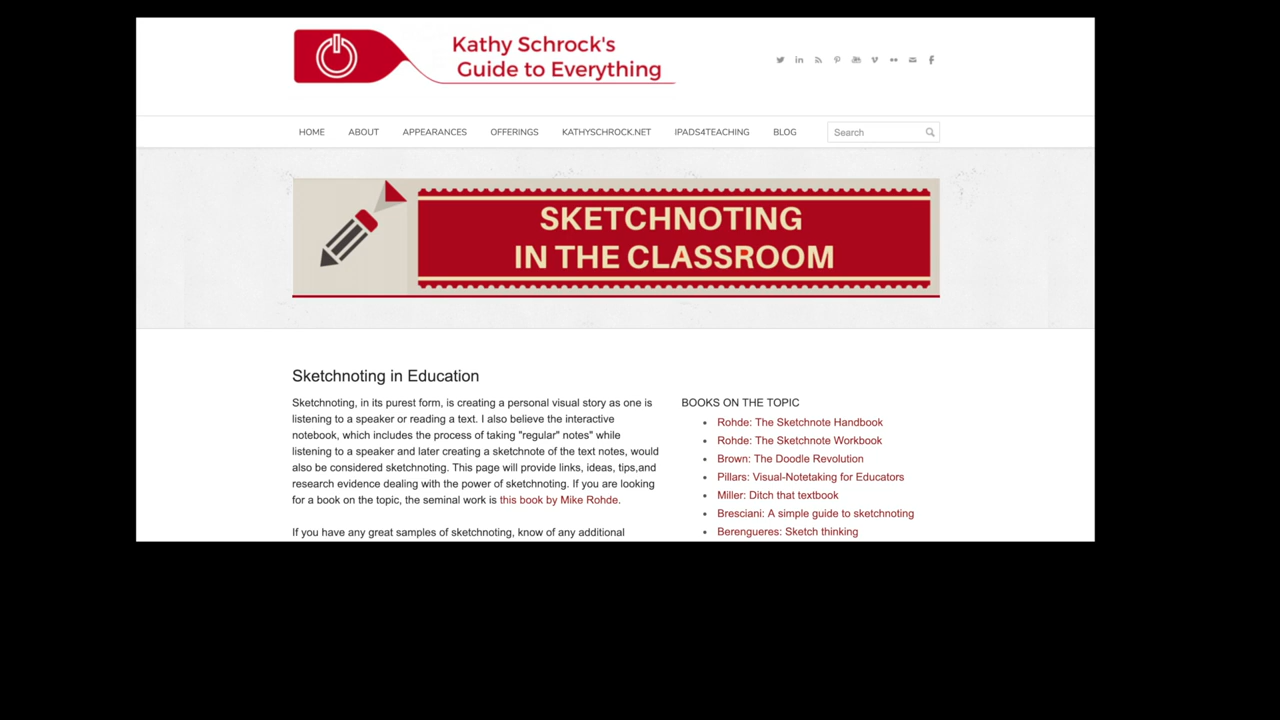 Kathy Schrock's
Guide to Everything
HOME ABOUT APPEARANCES OFFERINGS KATHYSCHROCK.NET IPADS4TEACHING BLOG Search
SKETCHNOTING
IN THE CLASSROOM
Sketchnoting in Education
Sketchnoting, in its purest form, is creating a personal visual story as one is
listening to a speaker or reading a text. I also believe the interactive
notebook, which includes the process of taking "regular" notes" while
listening to a speaker and later creating a sketchnote of the text notes, would
also be considered sketchnoting. This page will provide links, ideas, tips,and
research evidence dealing with the power of sketchnoting. If you are looking
for a book on the topic, the seminal work is this book by Mike Rohde.
If you have any great samples of sketchnoting, know of any additional
BOOKS ON THE TOPIC
• Rohde: The Sketchnote Handbook
• Rohde: The Sketchnote Workbook
• Brown: The Doodle Revolution
• Pillars: Visual-Notetaking for Educators
• Miller: Ditch that textbook
• Bresciani: A simple guide to sketchnoting
• Berengueres: Sketch thinking